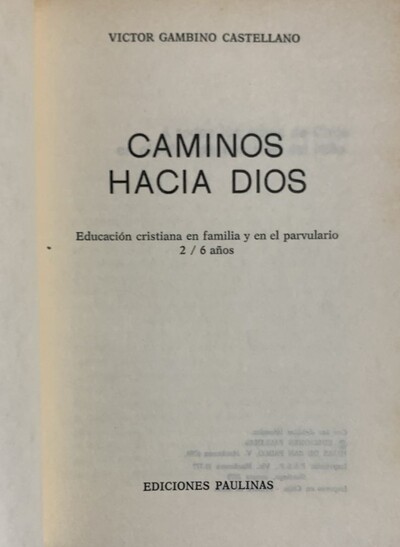 VICTOR GAMBINO CASTELLANO
CAMINOS
HACIA DIOS
Educación cristiana en familia y en el parvulario
2 / 6 años
EDICIONES PAULINAS